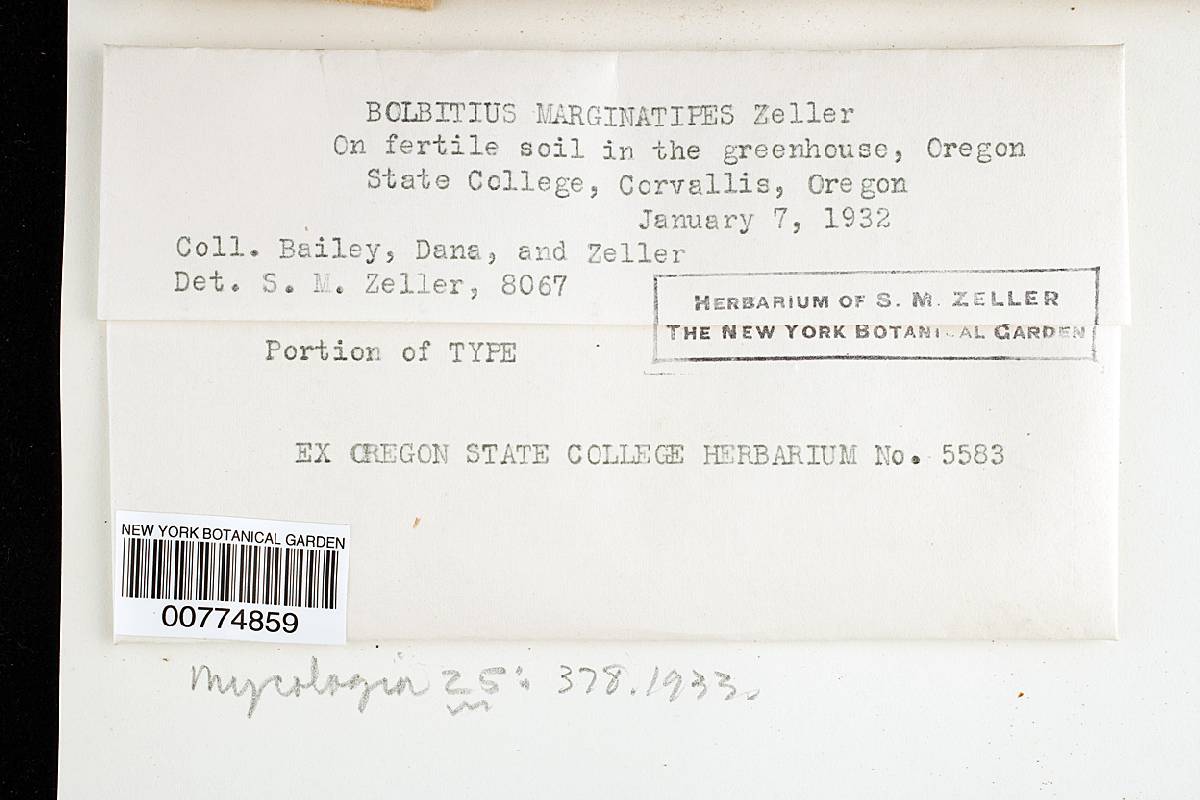 BOLBITIUS MARGINATIPES Zeller
On fertile soil in the greenhouse, Oregon
State College, Corvallis, Oregon
January 7, 1932
Coll. Bailey, Dana, and Zeller
Det. S. M. Zeller, 8067
HERBARIUM OF S. M. ZELLER
THE NEW YORK BOTANICAL GARDEN
Portion of TYPE
EX OREGON STATE COLLEGE HERBARIUM No. 5583
NEW YORK BOTANICAL GARDEN
00774859
Mycologia 25: 378. 1933.